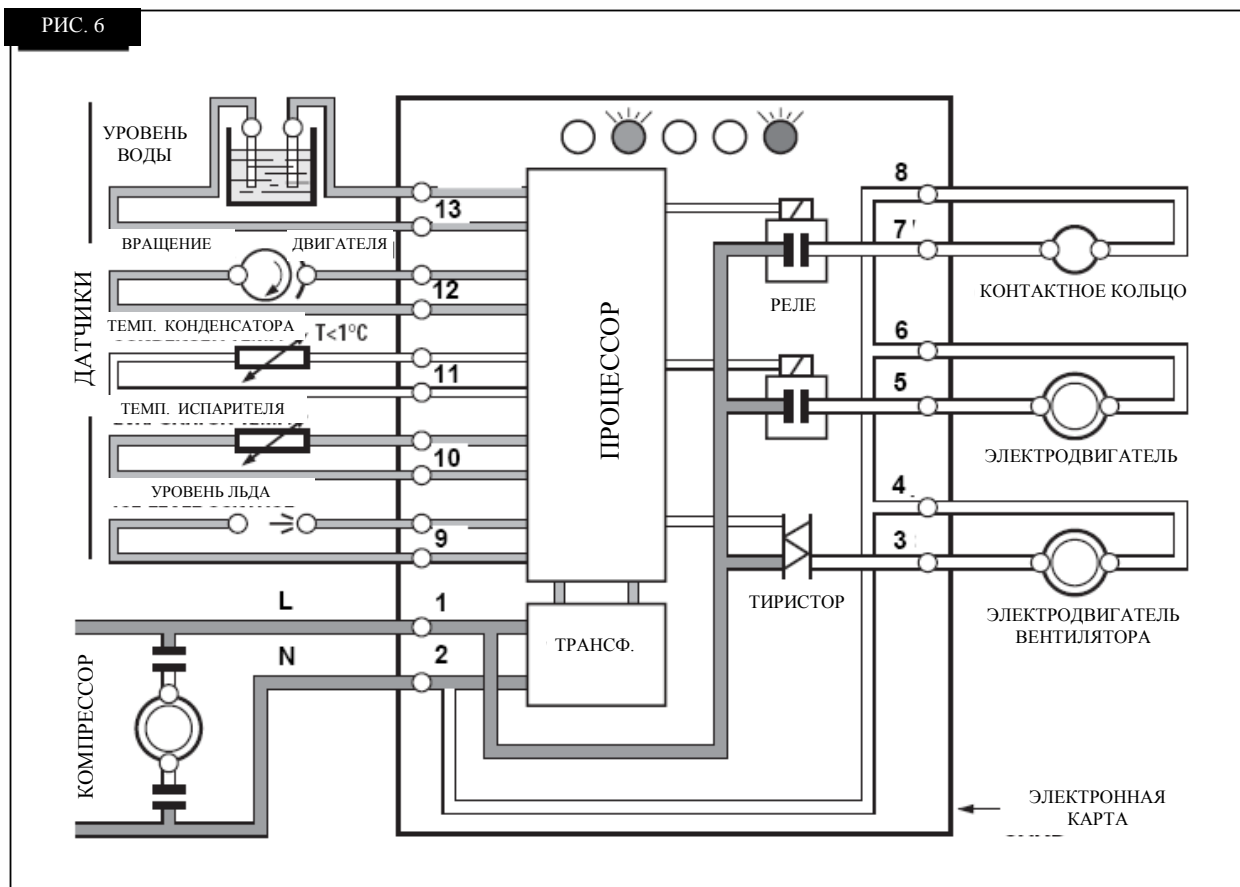 РИС. 6
УРОВЕНЬ
ВОДЫ
13
ВРАЩЕНИЕ ДВИГАТЕЛЯ
12
ДАТЧИКИ
ТЕМП. КОНДЕНСАТОРА
T<1°C
11
ТЕМП. ИСПАРИТЕЛЯ
10
УРОВЕНЬ ЛЬДА
9
L
1
N
2
КОМПРЕССОР
ПРОЦЕССОР
ТРАНСФ.
РЕЛЕ
ТИРИСТОР
8
7
КОНТАКТНОЕ КОЛЬЦО
6
5
ЭЛЕКТРОДВИГАТЕЛЬ
4
3
ЭЛЕКТРОДВИГАТЕЛЬ
ВЕНТИЛЯТОРА
ЭЛЕКТРОННАЯ
КАРТА